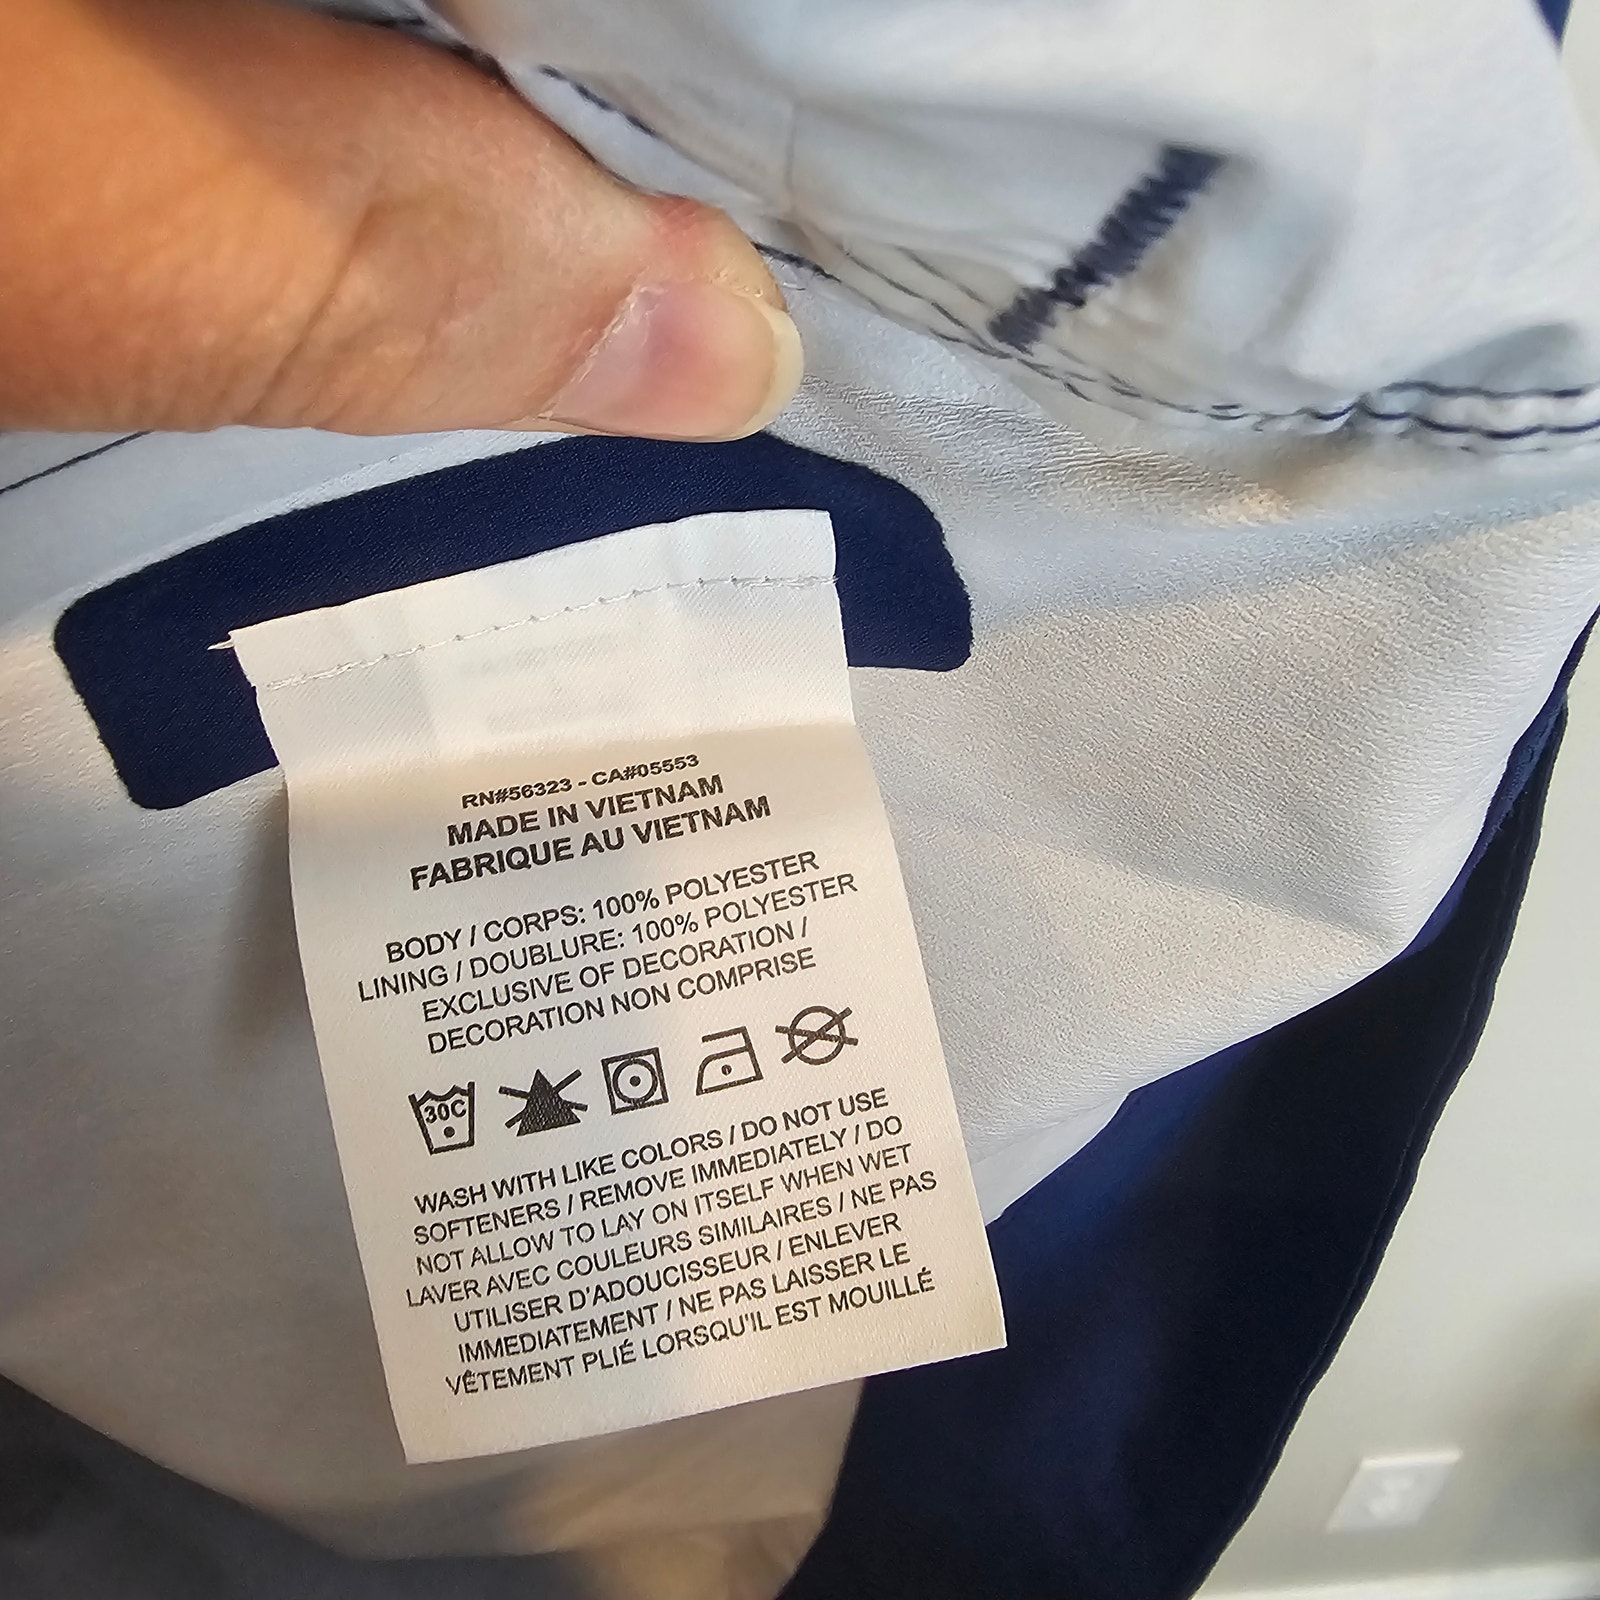 RN#56323 - CA#05553
MADE IN VIETNAM
FABRIQUE AU VIETNAM
BODY / CORPS: 100% POLYESTER
LINING / DOUBLURE: 100% POLYESTER
EXCLUSIVE OF DECORATION /
DECORATION NON COMPRISE
30C
WASH WITH LIKE COLORS / DO NOT USE
SOFTENERS / REMOVE IMMEDIATELY / DO
NOT ALLOW TO LAY ON ITSELF WHEN WET
LAVER AVEC COULEURS SIMILAIRES / NE PAS
UTILISER D'ADOUCISSEUR / ENLEVER
IMMEDIATEMENT / NE PAS LAISSER LE
VÊTEMENT PLIÉ LORSQU'IL EST MOUILLÉ